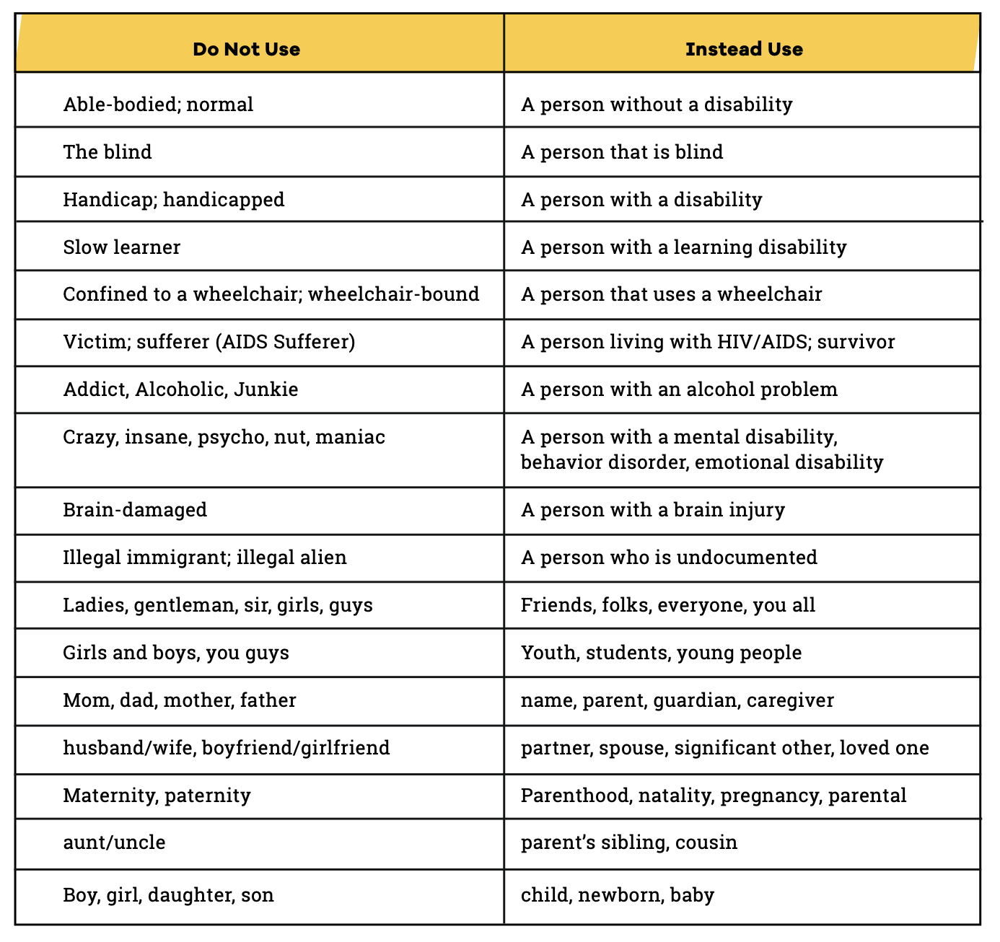 Do Not Use
Instead Use
Able-bodied; normal
A person without a disability
The blind
A person that is blind
Handicap; handicapped
A person with a disability
Slow learner
A person with a learning disability
Confined to a wheelchair; wheelchair-bound
A person that uses a wheelchair
Victim; sufferer (AIDS Sufferer)
A person living with HIV/AIDS; survivor
Addict, Alcoholic, Junkie
A person with an alcohol problem
Crazy, insane, psycho, nut, maniac
A person with a mental disability,
behavior disorder, emotional disability
Brain-damaged
A person with a brain injury
Illegal immigrant; illegal alien
A person who is undocumented
Ladies, gentleman, sir, girls, guys
Friends, folks, everyone, you all
Girls and boys, you guys
Youth, students, young people
Mom, dad, mother, father
name, parent, guardian, caregiver
husband/wife, boyfriend/girlfriend
partner, spouse, significant other, loved one
Maternity, paternity
Parenthood, natality, pregnancy, parental
aunt/uncle
parent’s sibling, cousin
Boy, girl, daughter, son
child, newborn, baby